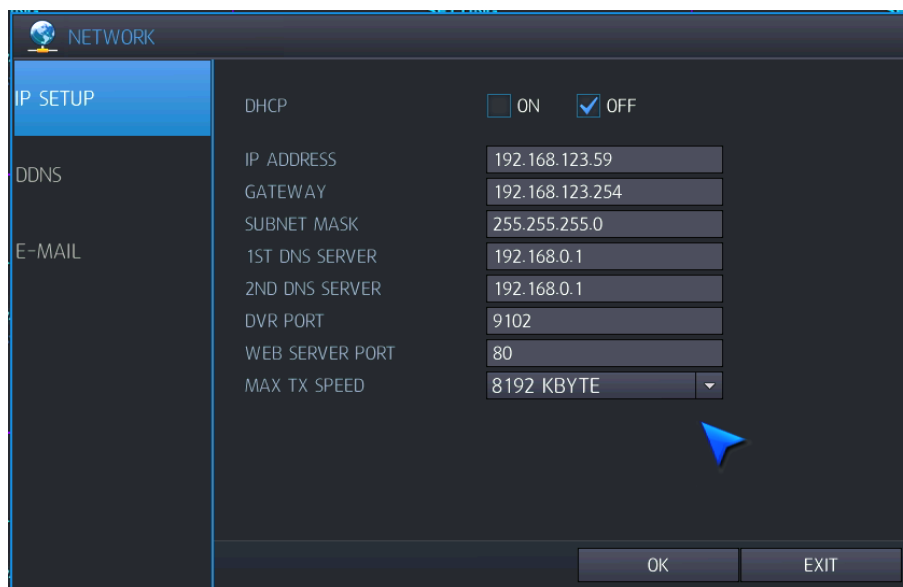 NETWORK
IP SETUP
DDNS
E-MAIL
DHCP ON OFF
IP ADDRESS 192.168.123.59
GATEWAY 192.168.123.254
SUBNET MASK 255.255.255.0
1ST DNS SERVER 192.168.0.1
2ND DNS SERVER 192.168.0.1
DVR PORT 9102
WEB SERVER PORT 80
MAX TX SPEED 8192 KBYTE
OK EXIT